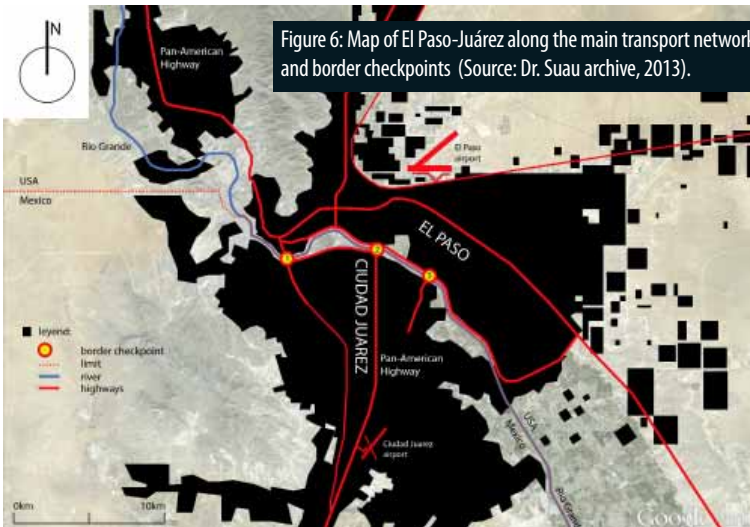 N
Figure 6: Map of El Paso-Juárez along the main transport network
and border checkpoints (Source: Dr. Suau archive, 2013).
Pan-American
Highway
Rio Grande
El Paso
airport
USA
Mexico
EL PASO
1
2
3
CIUDAD JUAREZ
leyend:
border checkpoint
limit
river
highways
Pan-American
Highway
USA
Mexico
Ciudad Juarez
airport
Rio Grande
0km
10km
Google